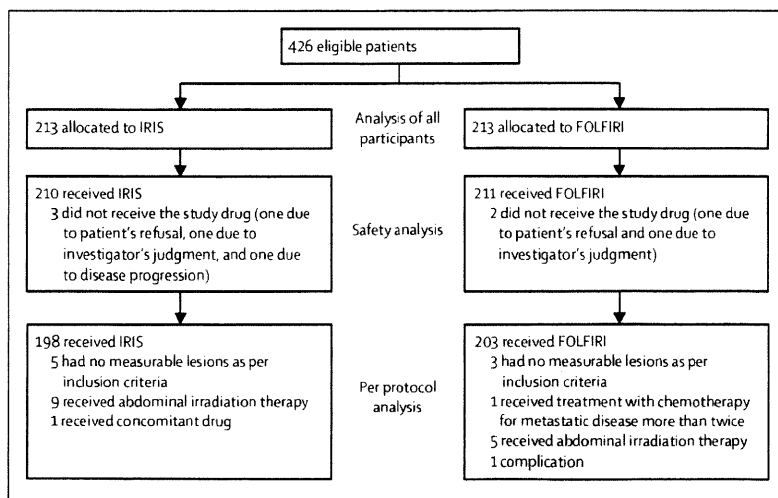 426 eligible patients
213 allocated to IRIS
Analysis of all
participants
213 allocated to FOLFIRI
210 received IRIS
3 did not receive the study drug (one due
to patient's refusal, one due to
investigator's judgment, and one due
to disease progression)
Safety analysis
211 received FOLFIRI
2 did not receive the study drug (one due
to patient's refusal and one due to
investigator's judgment)
198 received IRIS
5 had no measurable lesions as per
inclusion criteria
9 received abdominal irradiation therapy
1 received concomitant drug
Per protocol
analysis
203 received FOLFIRI
3 had no measurable lesions as per
inclusion criteria
1 received treatment with chemotherapy
for metastatic disease more than twice
5 received abdominal irradiation therapy
1 complication